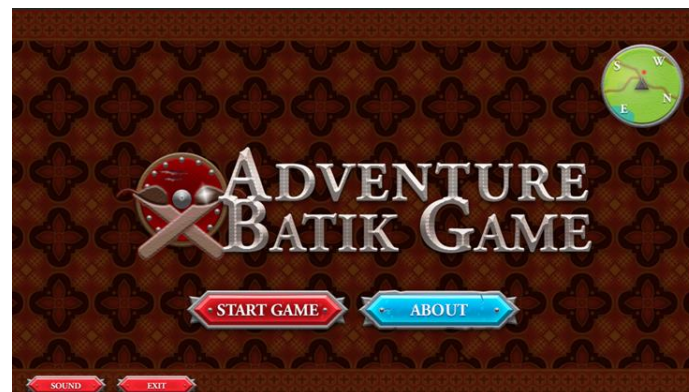 S W
E N
ADVENTURE
BATIK GAME
START GAME
ABOUT
SOUND
EXIT